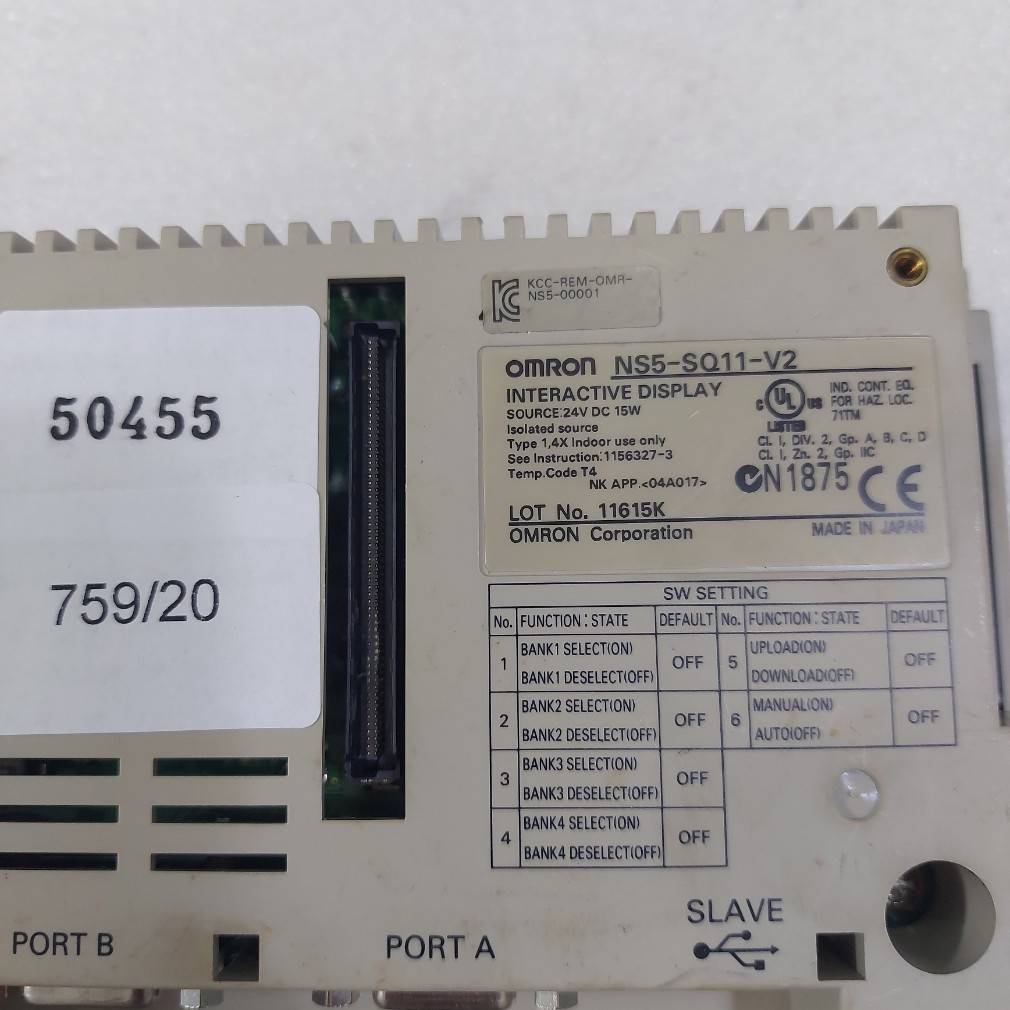 50455
759/20
KCC-REM-OMR-
NS5-00001
OMRON NS5-SQ11-V2
INTERACTIVE DISPLAY
SOURCE:24V DC 15W
Isolated source
Type 1,4X Indoor use only
See Instruction:1156327-3
Temp.Code T4
NK APP.<04A017>
LOT No. 11615K
OMRON Corporation
C UL US
LISTED
IND. CONT. EQ.
FOR HAZ. LOC.
71TM
Cl. I, DIV. 2, Gp. A, B, C, D
Cl. I, Zn. 2, Gp. IIC
N1875 CE
MADE IN JAPAN
SW SETTING
No. FUNCTION : STATE DEFAULT No. FUNCTION : STATE DEFAULT
1 BANK1 SELECT(ON) BANK1 DESELECT(OFF) OFF 5 UPLOAD(ON) DOWNLOAD(OFF) OFF
2 BANK2 SELECT(ON) BANK2 DESELECT(OFF) OFF 6 MANUAL(ON) AUTO(OFF) OFF
3 BANK3 SELECT(ON) BANK3 DESELECT(OFF) OFF
4 BANK4 SELECT(ON) BANK4 DESELECT(OFF) OFF
SLAVE
PORT B
PORT A